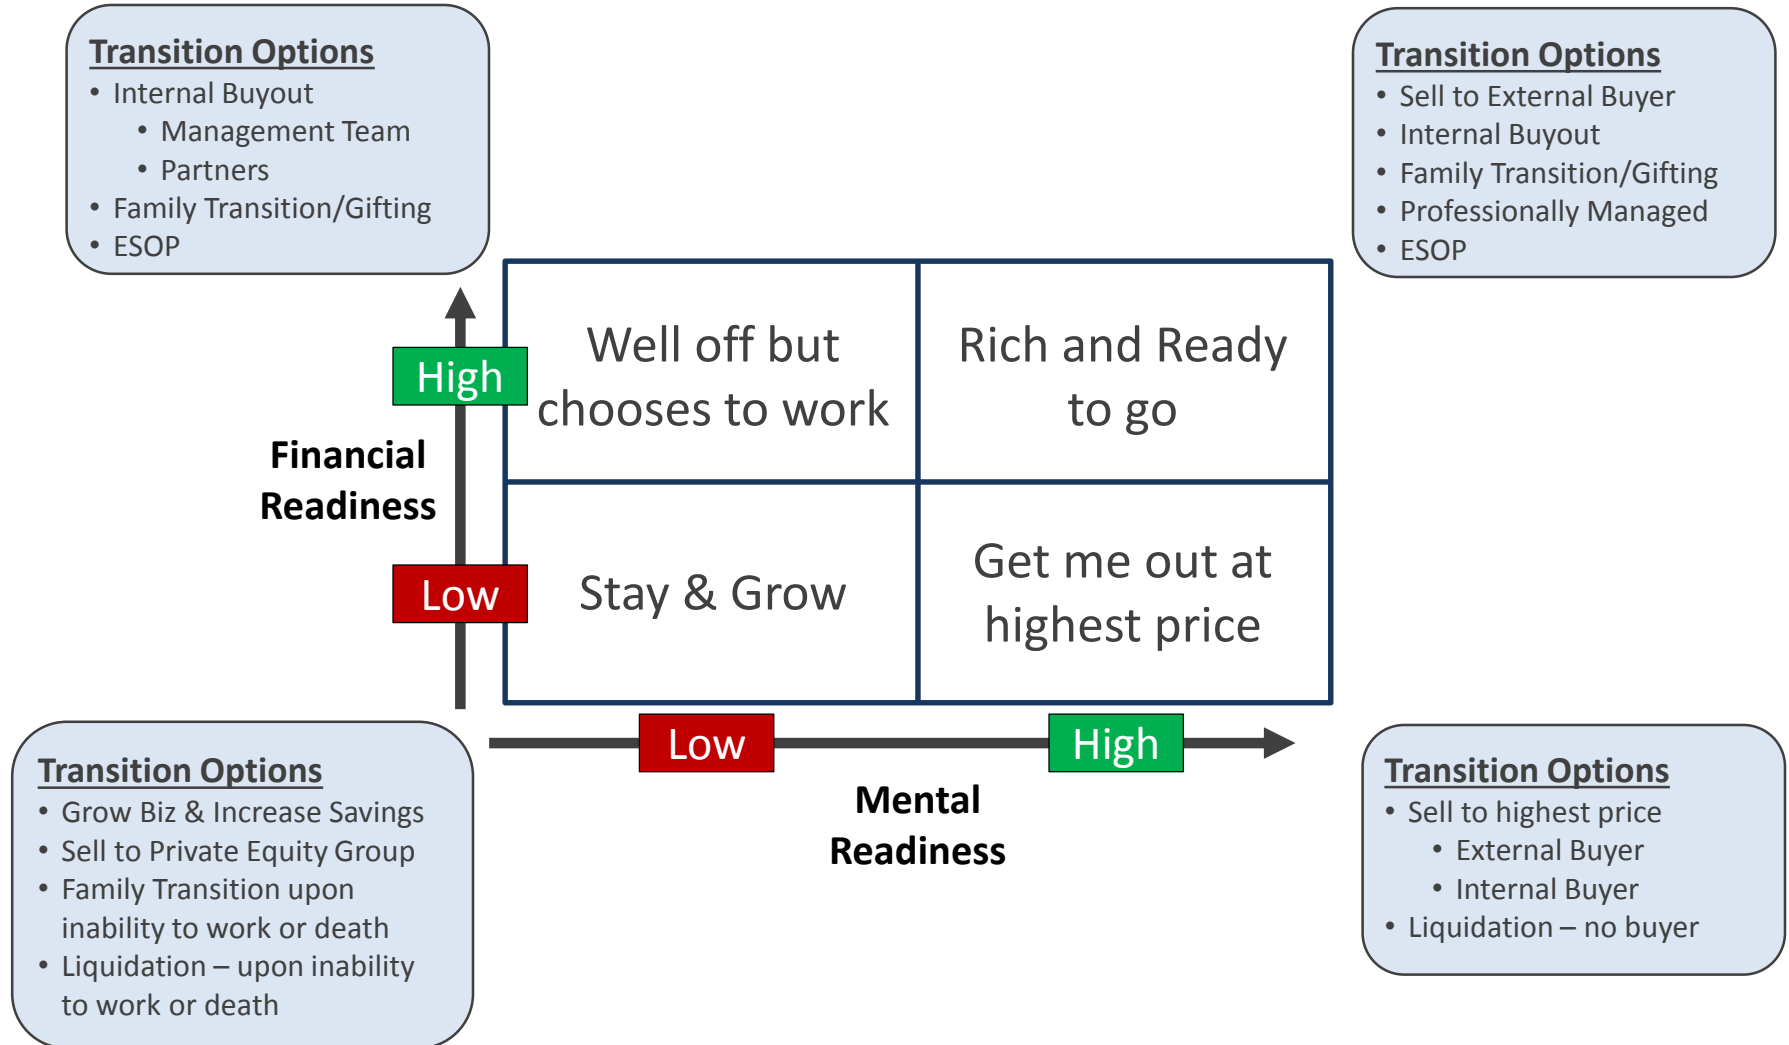 Transition Options
• Internal Buyout
• Management Team
• Partners
• Family Transition/Gifting
• ESOP
Transition Options
• Sell to External Buyer
• Internal Buyout
• Family Transition/Gifting
• Professionally Managed
• ESOP
High
Financial
Readiness
Low
Well off but
chooses to work
Rich and Ready
to go
Stay & Grow
Get me out at
highest price
Low
High
Mental
Readiness
Transition Options
• Grow Biz & Increase Savings
• Sell to Private Equity Group
• Family Transition upon
inability to work or death
• Liquidation – upon inability
to work or death
Transition Options
• Sell to highest price
• External Buyer
• Internal Buyer
• Liquidation – no buyer